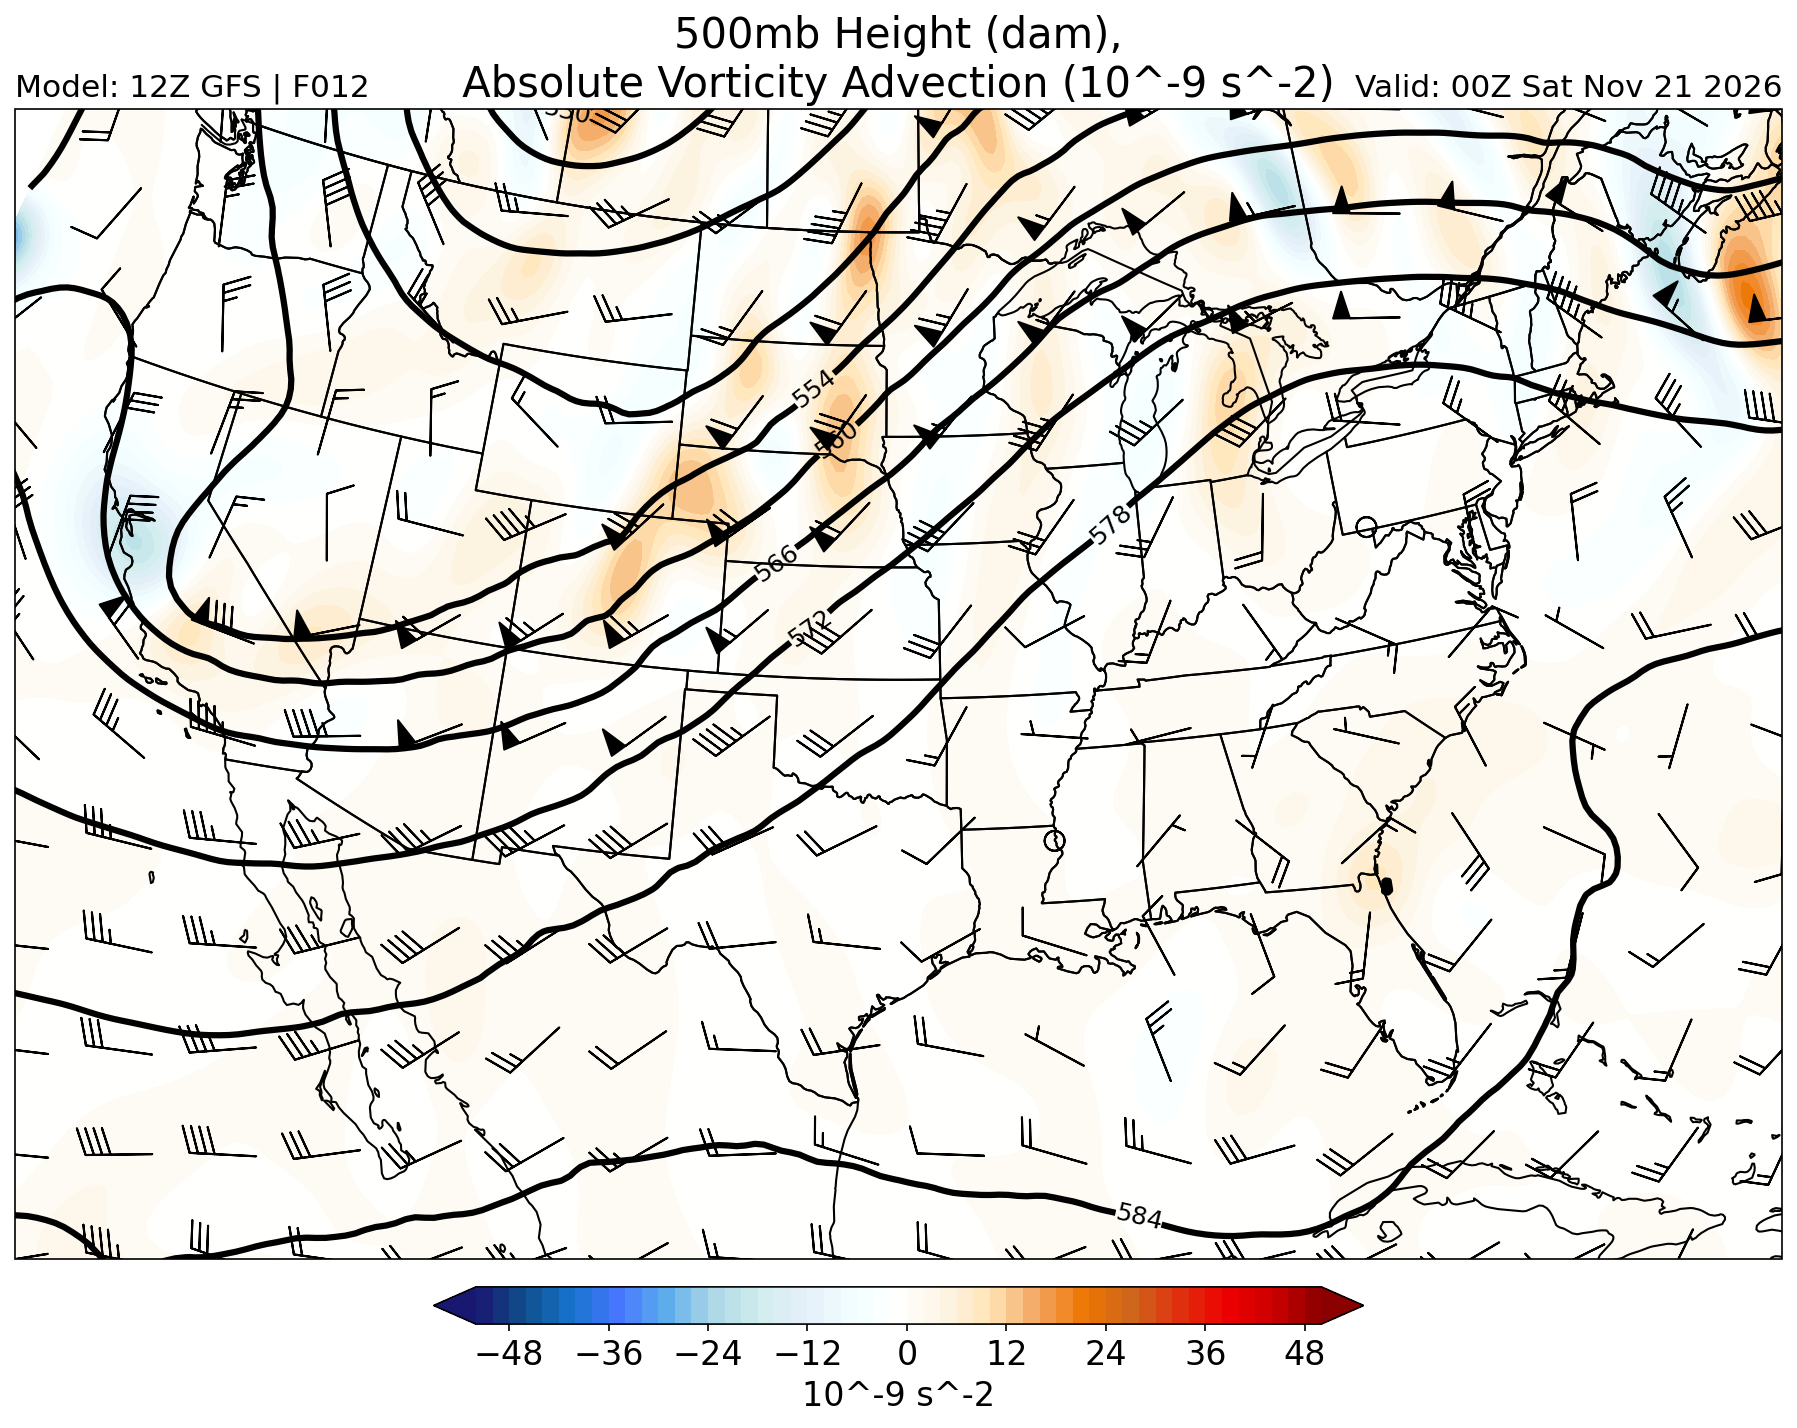 500mb Height (dam),
Model: 12Z GFS | F012
Absolute Vorticity Advection (10^-9 s^-2)
Valid: 00Z Sat Nov 21 2026
554
560
566
572
578
584
−48 −36 −24 −12 0 12 24 36 48
10^-9 s^-2